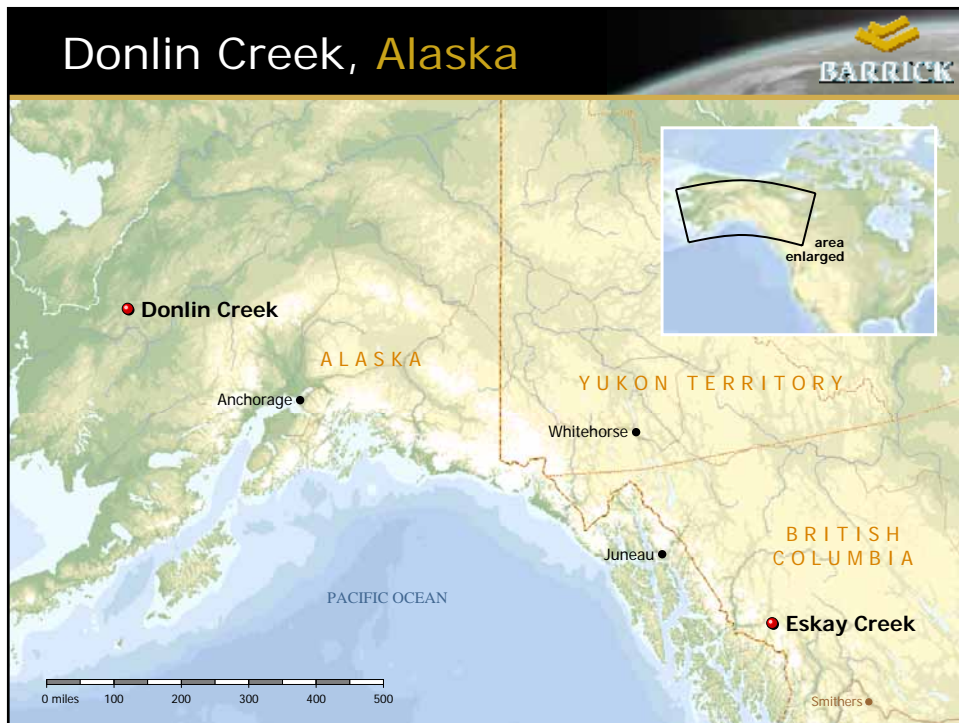 Donlin Creek, Alaska
BARRICK
area
enlarged
Donlin Creek
ALASKA
YUKON TERRITORY
Anchorage
Whitehorse
BRITISH
COLUMBIA
Juneau
PACIFIC OCEAN
Eskay Creek
0 miles 100 200 300 400 500
Smithers